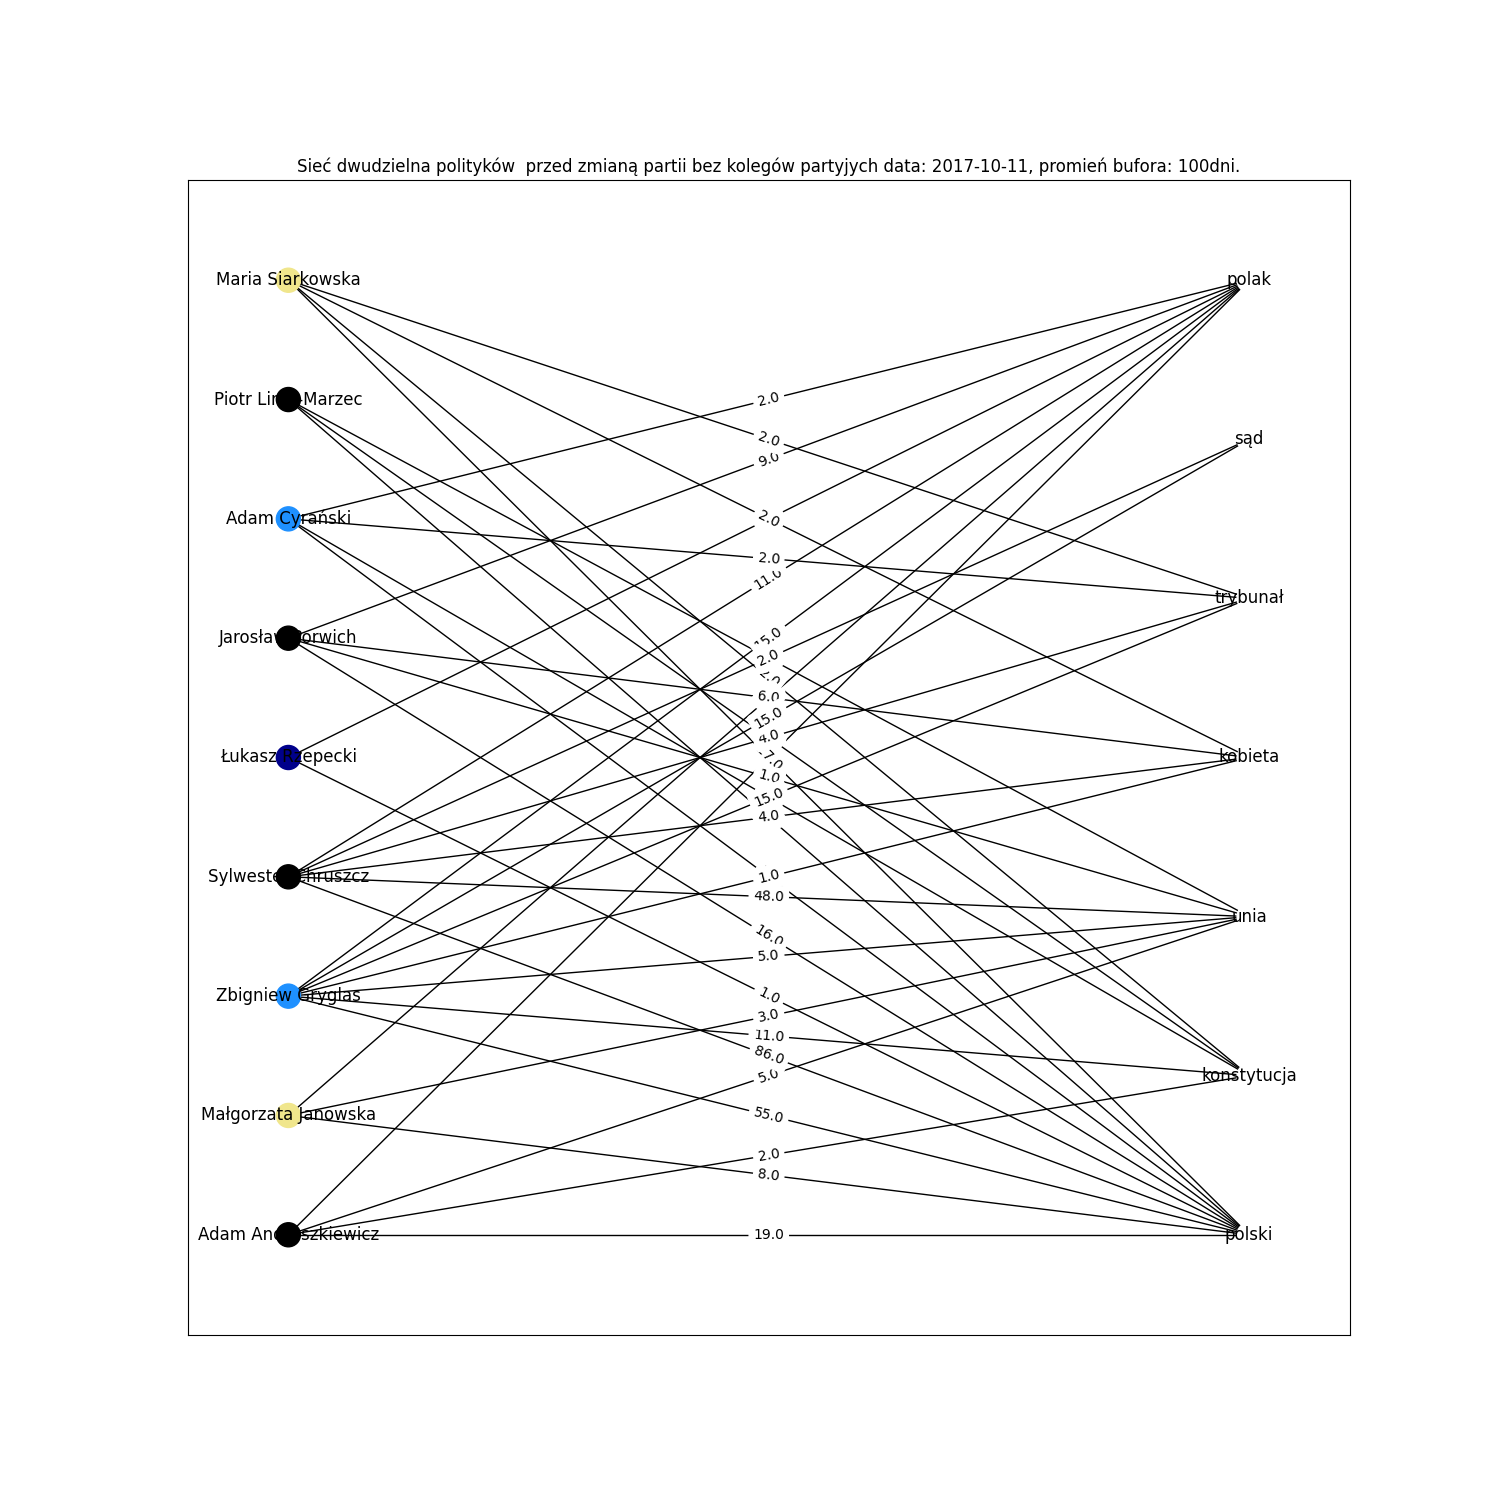 Sieć dwudzielna polityków  przed zmianą partii bez kolegów partyjych data: 2017-10-11, promień bufora: 100dni.
Maria Siarkowska
polak
Piotr Marzec
2.0
2.0
sąd
9.0
Adam Cyrański
2.0
2.0
11.0
trybunał
Jarosław Porwich
15.0
2.0
2.0
6.0
15.0
4.0
Łukasz Rzepecki
kobieta
7.0
1.0
15.0
4.0
Sylwester Chruszcz
1.0
48.0
unia
16.0
5.0
Zbigniew Gryglas
1.0
3.0
11.0
86.0
5.0
konstytucja
Małgorzata Janowska
55.0
2.0
8.0
Adam Andruszkiewicz
19.0
polski